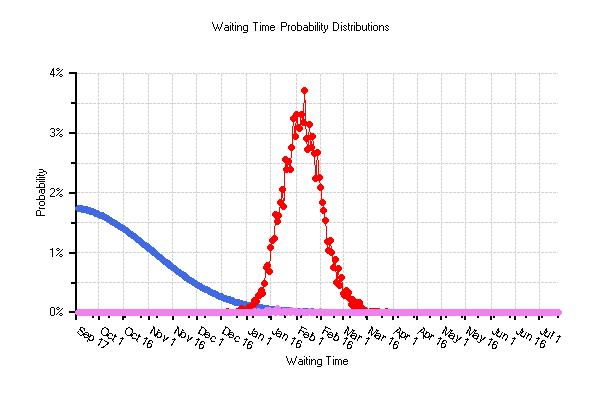 Waiting Time Probability Distributions
4%
3%
2%
1%
0%
Probability
Sep 17
Oct 1
Oct 16
Nov 1
Nov 16
Dec 1
Dec 16
Jan 1
Jan 16
Feb 1
Feb 16
Mar 1
Mar 16
Apr 1
Apr 16
May 1
May 16
Jun 1
Jun 16
Jul 1
Waiting Time